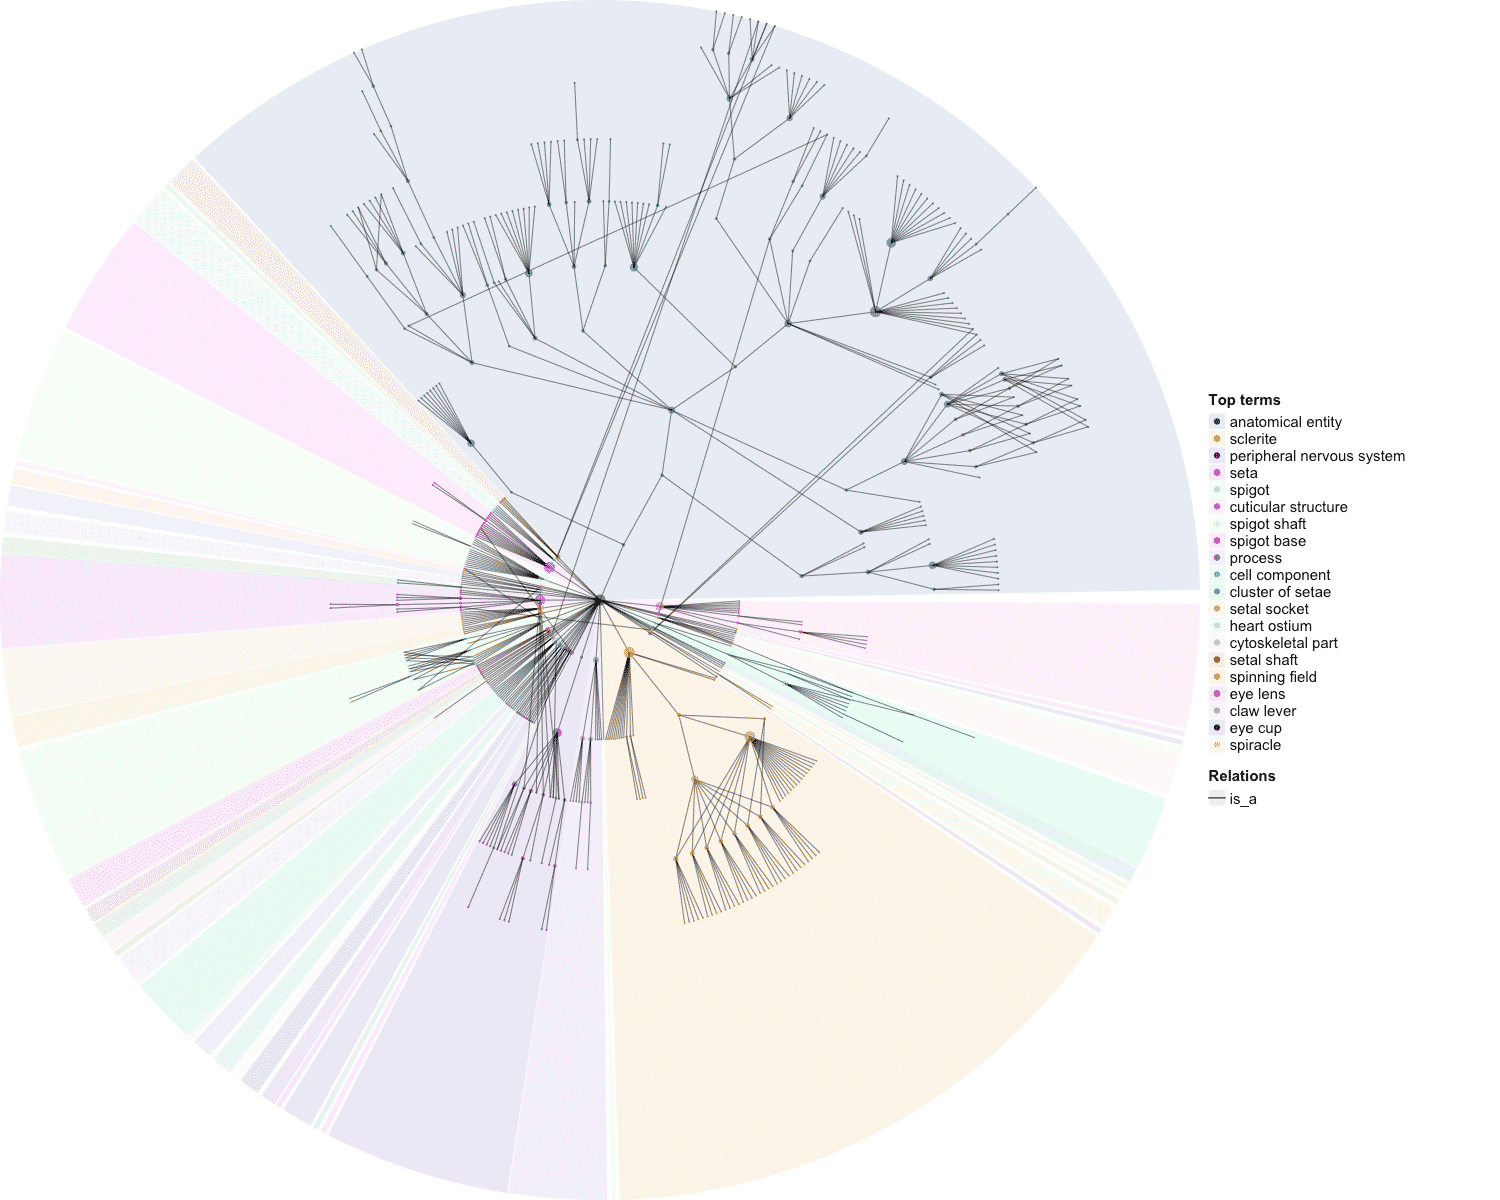 Top terms
anatomical entity
sclerite
peripheral nervous system
seta
spigot
cuticular structure
spigot shaft
spigot base
process
cell component
cluster of setae
setal socket
heart ostium
cytoskeletal part
setal shaft
spinning field
eye lens
claw lever
eye cup
spiracle
Relations
is_a